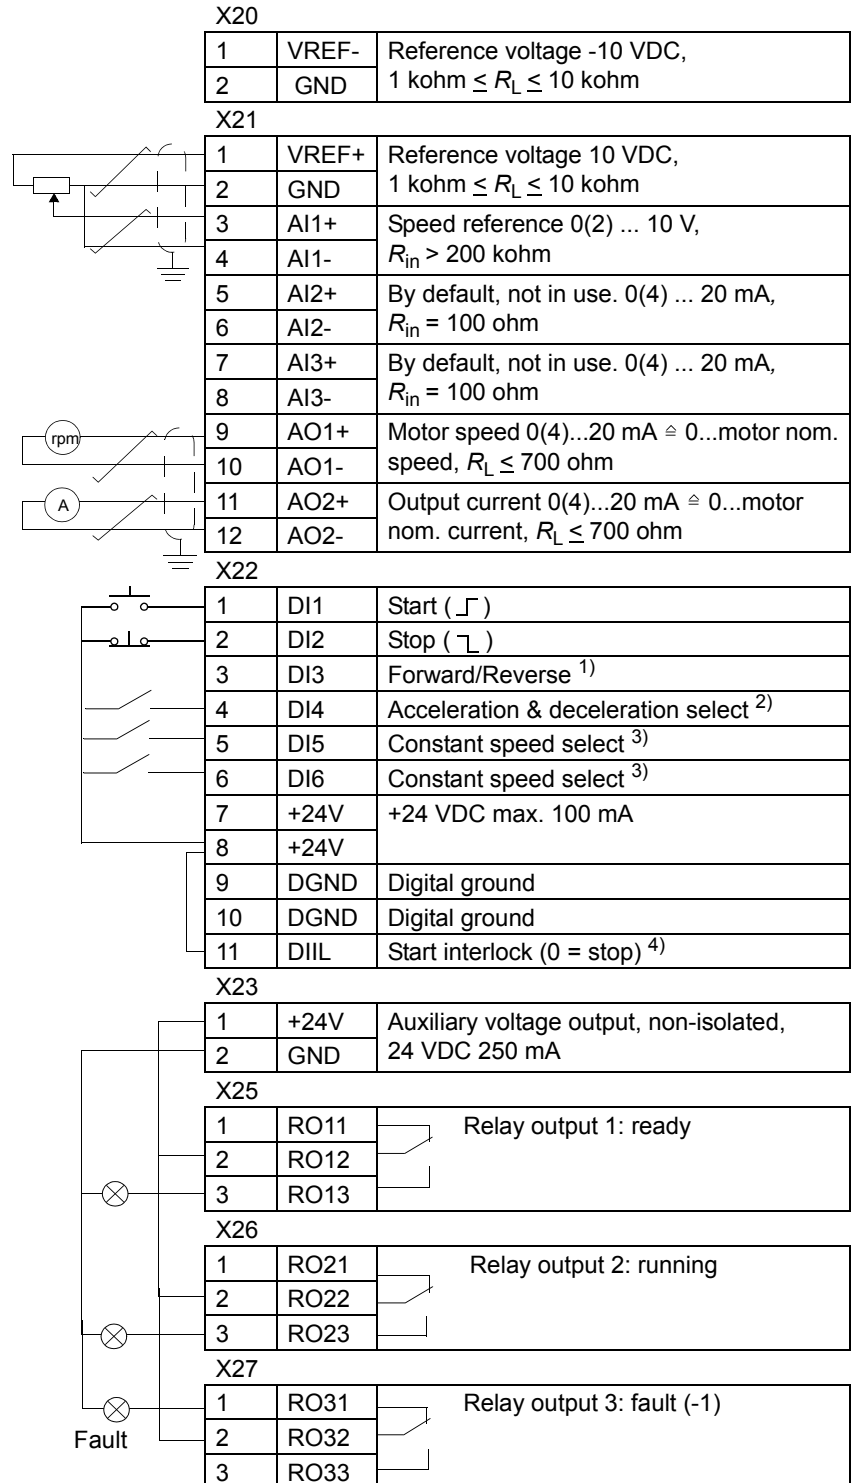 X20
1 VREF- Reference voltage -10 VDC,
2 GND 1 kohm ≤ RL ≤ 10 kohm
X21
1 VREF+ Reference voltage 10 VDC,
2 GND 1 kohm ≤ RL ≤ 10 kohm
3 AI1+ Speed reference 0(2) ... 10 V,
4 AI1- Rin > 200 kohm
5 AI2+ By default, not in use. 0(4) ... 20 mA,
6 AI2- Rin = 100 ohm
7 AI3+ By default, not in use. 0(4) ... 20 mA,
8 AI3- Rin = 100 ohm
rpm 9 AO1+ Motor speed 0(4)...20 mA ≙ 0...motor nom.
10 AO1- speed, RL ≤ 700 ohm
A 11 AO2+ Output current 0(4)...20 mA ≙ 0...motor
12 AO2- nom. current, RL ≤ 700 ohm
X22
1 DI1 Start ( )
2 DI2 Stop ( )
3 DI3 Forward/Reverse 1)
4 DI4 Acceleration & deceleration select 2)
5 DI5 Constant speed select 3)
6 DI6 Constant speed select 3)
7 +24V +24 VDC max. 100 mA
8 +24V
9 DGND Digital ground
10 DGND Digital ground
11 DIIL Start interlock (0 = stop) 4)
X23
1 +24V Auxiliary voltage output, non-isolated,
2 GND 24 VDC 250 mA
X25
1 RO11 Relay output 1: ready
2 RO12
3 RO13
X26
1 RO21 Relay output 2: running
2 RO22
3 RO23
X27
1 RO31 Relay output 3: fault (-1)
Fault 2 RO32
3 RO33